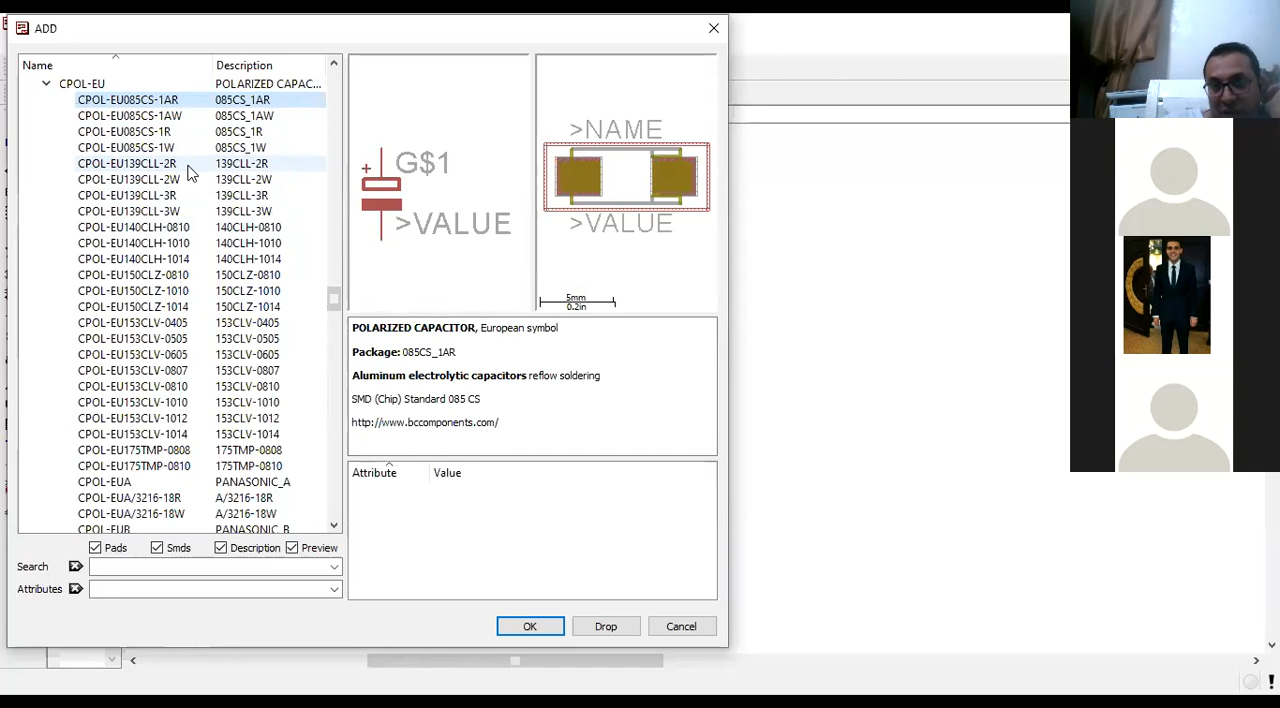 ADD
Name Description
CPOL-EU POLARIZED CAPAC...
CPOL-EU085CS-1AR 085CS_1AR
CPOL-EU085CS-1AW 085CS_1AW
CPOL-EU085CS-1R 085CS_1R
CPOL-EU085CS-1W 085CS_1W
CPOL-EU139CLL-2R 139CLL-2R
CPOL-EU139CLL-2W 139CLL-2W
CPOL-EU139CLL-3R 139CLL-3R
CPOL-EU139CLL-3W 139CLL-3W
CPOL-EU140CLH-0810 140CLH-0810
CPOL-EU140CLH-1010 140CLH-1010
CPOL-EU140CLH-1014 140CLH-1014
CPOL-EU150CLZ-0810 150CLZ-0810
CPOL-EU150CLZ-1010 150CLZ-1010
CPOL-EU150CLZ-1014 150CLZ-1014
CPOL-EU153CLV-0405 153CLV-0405
CPOL-EU153CLV-0505 153CLV-0505
CPOL-EU153CLV-0605 153CLV-0605
CPOL-EU153CLV-0807 153CLV-0807
CPOL-EU153CLV-0810 153CLV-0810
CPOL-EU153CLV-1010 153CLV-1010
CPOL-EU153CLV-1012 153CLV-1012
CPOL-EU153CLV-1014 153CLV-1014
CPOL-EU175TMP-0808 175TMP-0808
CPOL-EU175TMP-0810 175TMP-0810
CPOL-EUA PANASONIC_A
CPOL-EUA/3216-18R A/3216-18R
CPOL-EUA/3216-18W A/3216-18W
CPOL-EUB PANASONIC_B
Pads Smds Description Preview
Search
Attributes
+ G$1
>VALUE
>NAME
>VALUE
5mm
0.2in
POLARIZED CAPACITOR, European symbol
Package: 085CS_1AR
Aluminum electrolytic capacitors reflow soldering
SMD (Chip) Standard 085 CS
http://www.bccomponents.com/
Attribute Value
OK Drop Cancel